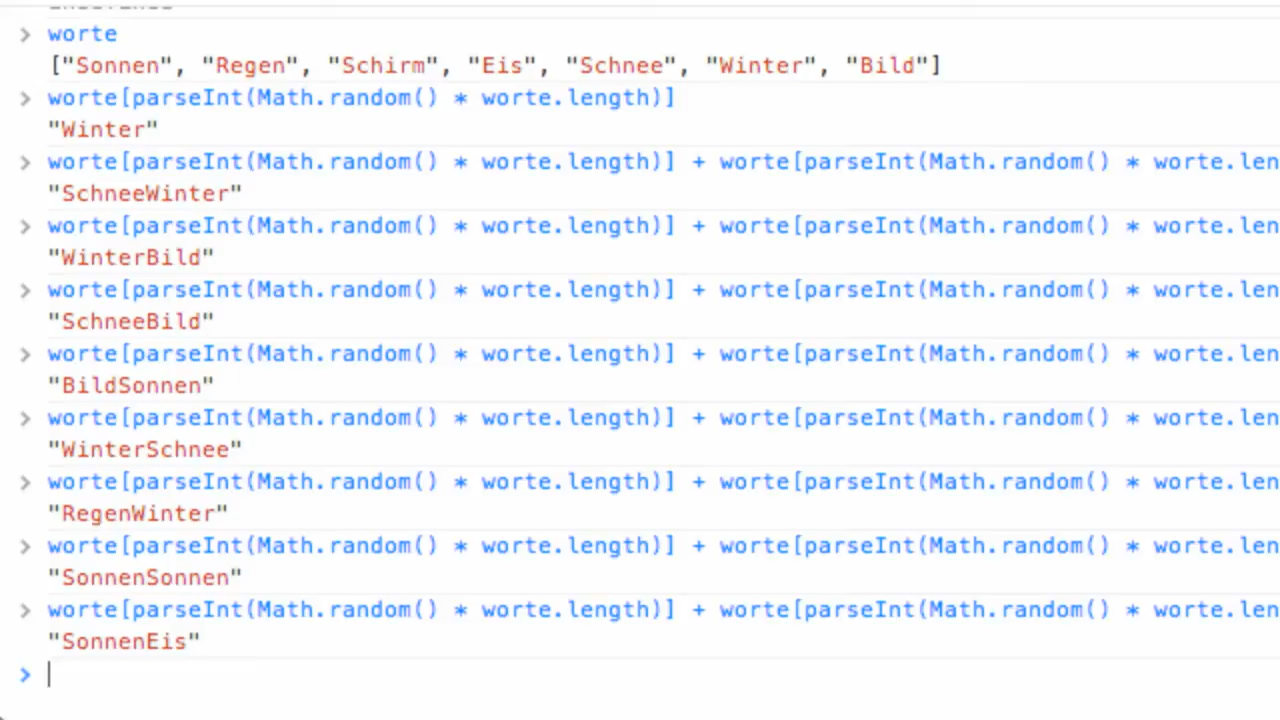 > worte
["Sonnen", "Regen", "Schirm", "Eis", "Schnee", "Winter", "Bild"]
> worte[parseInt(Math.random() * worte.length)]
"Winter"
> worte[parseInt(Math.random() * worte.length)] + worte[parseInt(Math.random() * worte.len
"SchneeWinter"
> worte[parseInt(Math.random() * worte.length)] + worte[parseInt(Math.random() * worte.len
"WinterBild"
> worte[parseInt(Math.random() * worte.length)] + worte[parseInt(Math.random() * worte.len
"SchneeBild"
> worte[parseInt(Math.random() * worte.length)] + worte[parseInt(Math.random() * worte.len
"BildSonnen"
> worte[parseInt(Math.random() * worte.length)] + worte[parseInt(Math.random() * worte.len
"WinterSchnee"
> worte[parseInt(Math.random() * worte.length)] + worte[parseInt(Math.random() * worte.len
"RegenWinter"
> worte[parseInt(Math.random() * worte.length)] + worte[parseInt(Math.random() * worte.len
"SonnenSonnen"
> worte[parseInt(Math.random() * worte.length)] + worte[parseInt(Math.random() * worte.len
"SonnenEis"
>